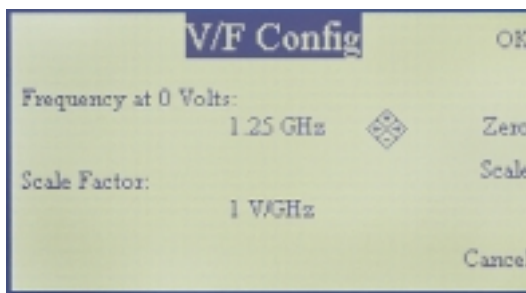 V/F Config
OK
Frequency at 0 Volts:
1.25 GHz
Zero
Scale
Scale Factor:
1 V/GHz
Cancel